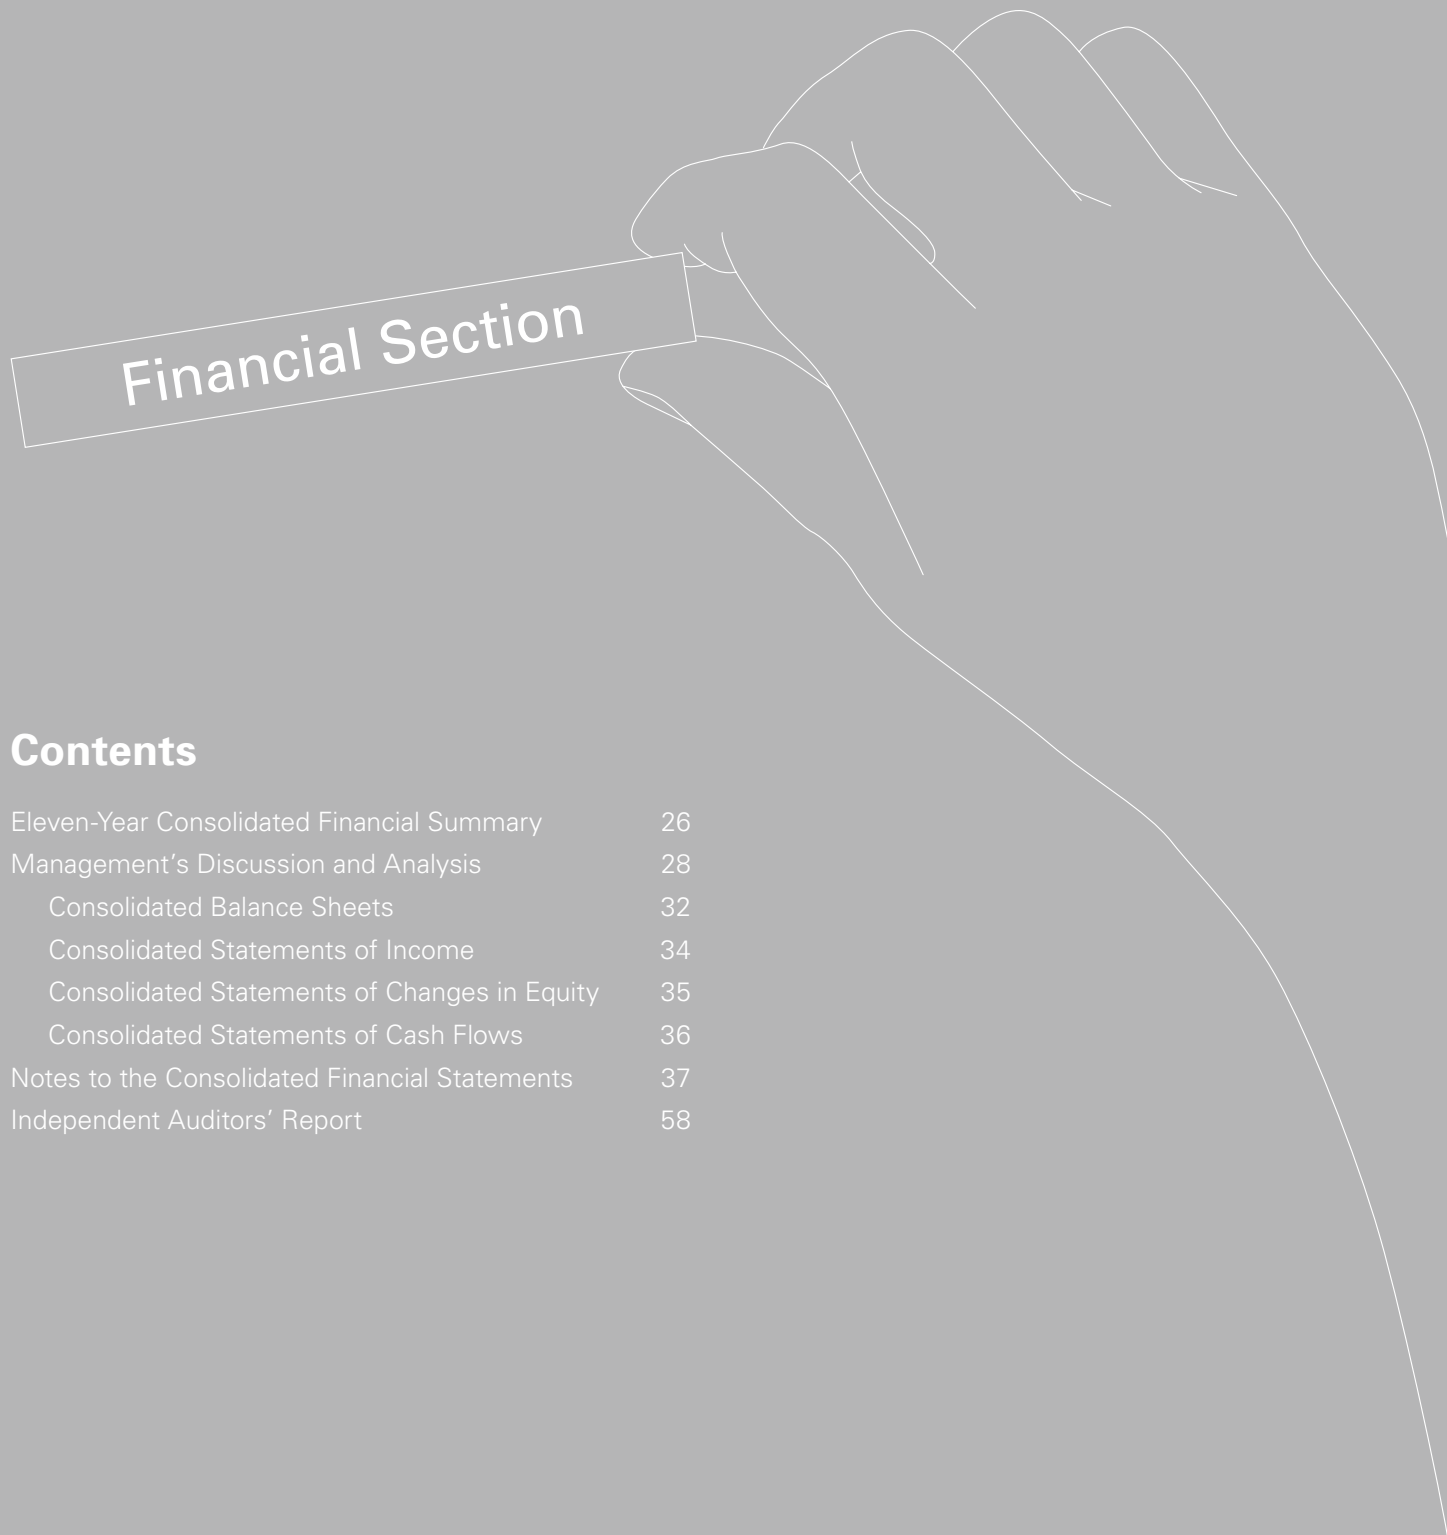 Financial Section
Contents
Eleven-Year Consolidated Financial Summary 26
Management’s Discussion and Analysis 28
Consolidated Balance Sheets 32
Consolidated Statements of Income 34
Consolidated Statements of Changes in Equity 35
Consolidated Statements of Cash Flows 36
Notes to the Consolidated Financial Statements 37
Independent Auditors’ Report 58